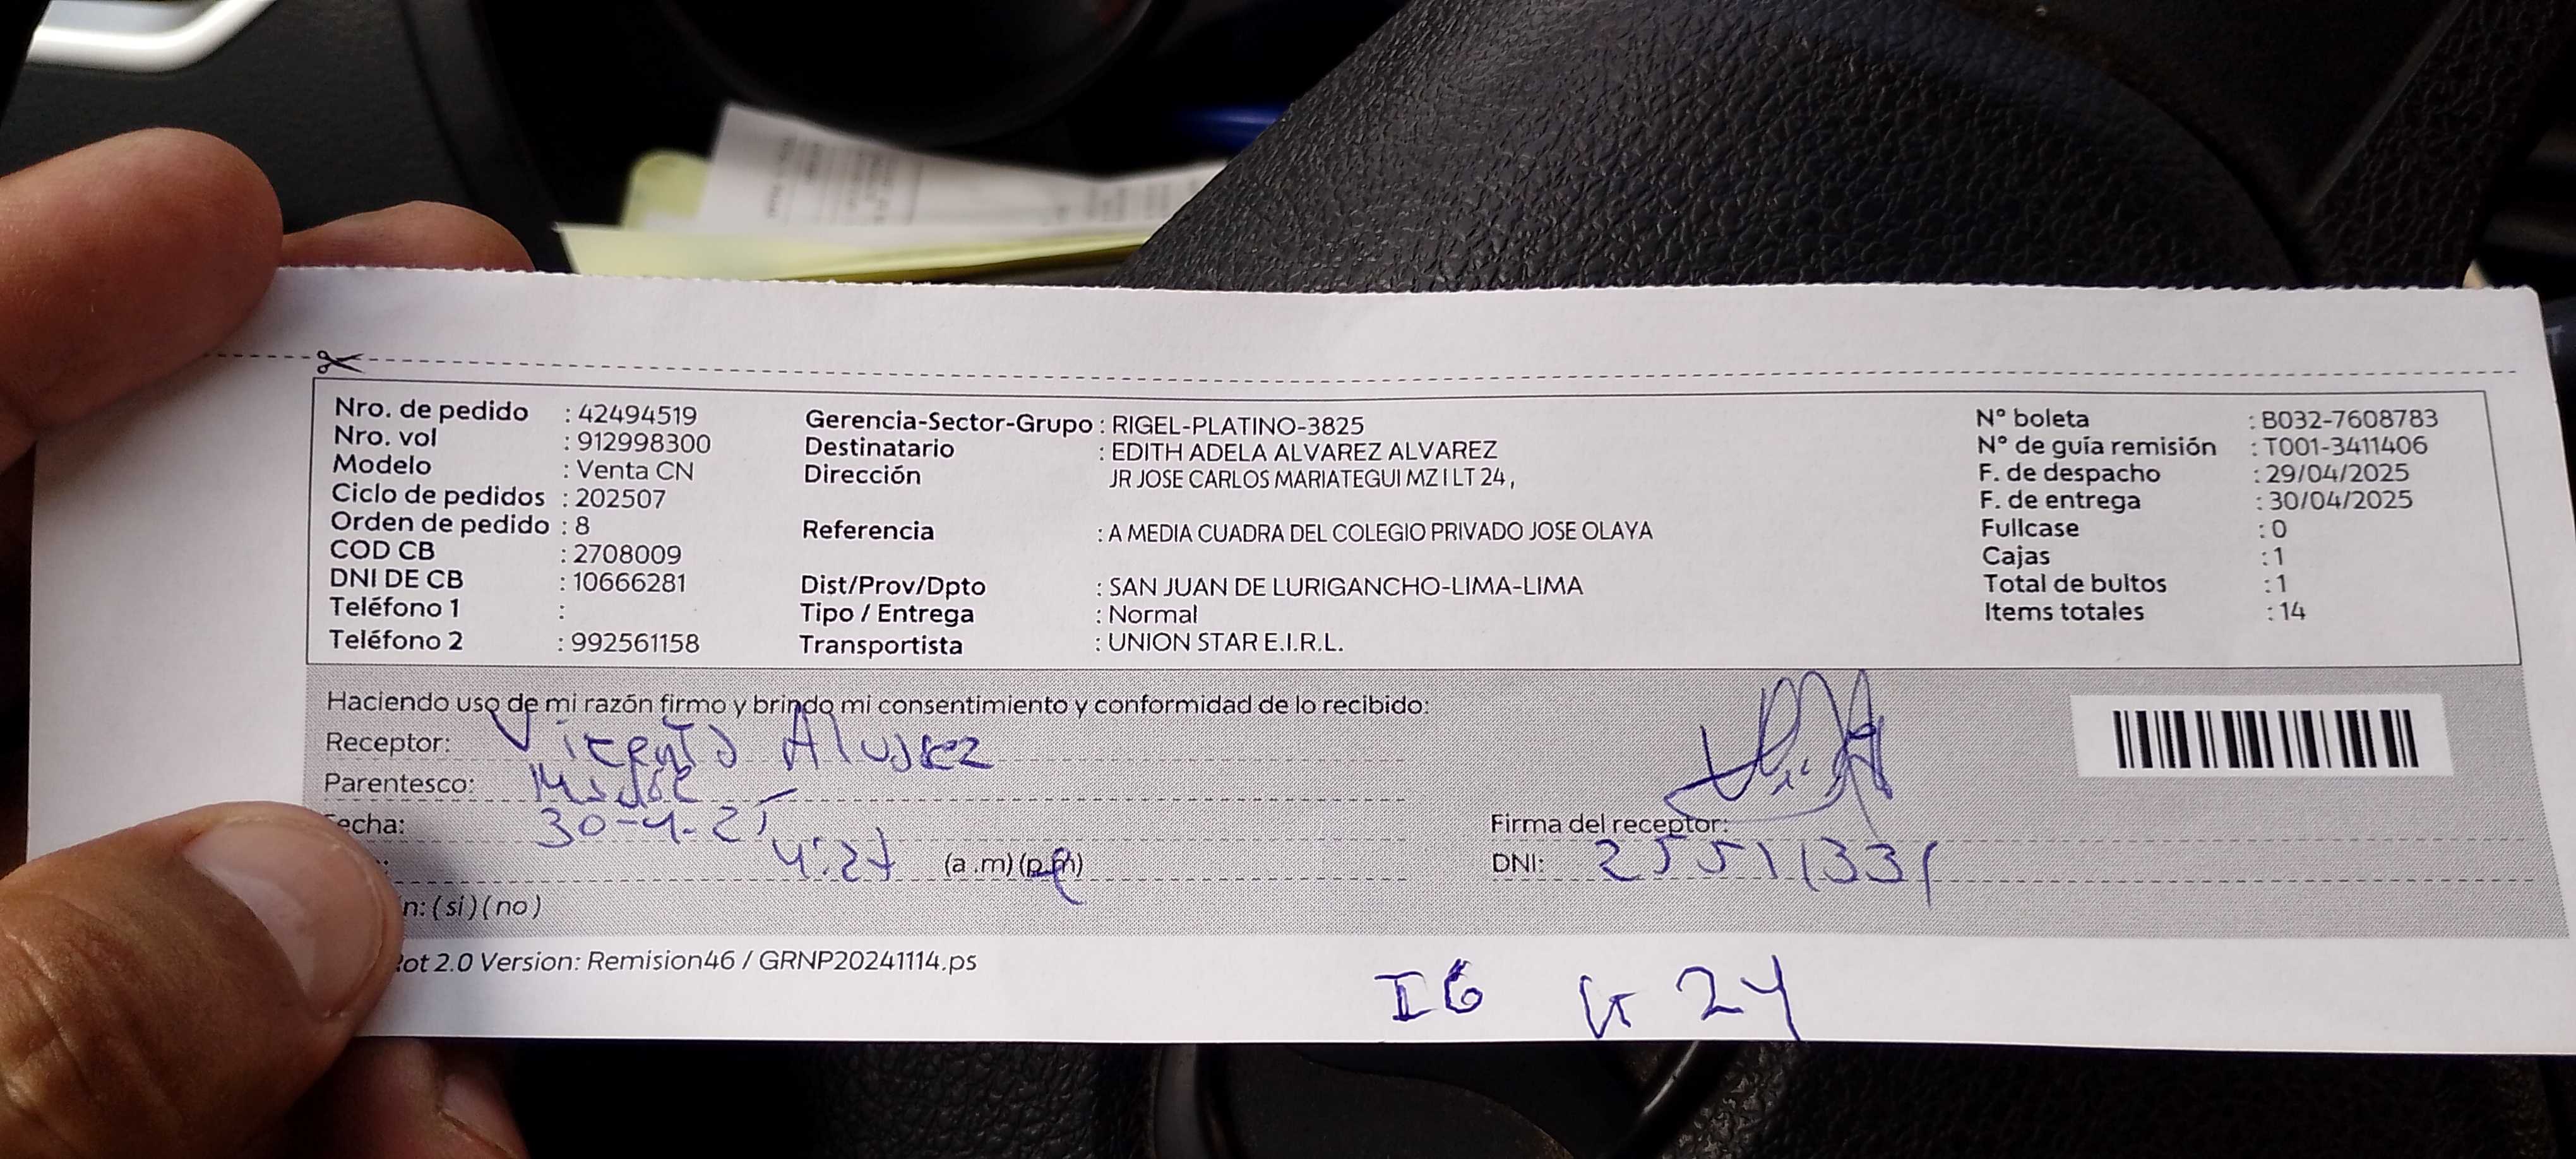 Nro. de pedido : 42494519
Nro. vol : 912998300
Modelo : Venta CN
Ciclo de pedidos : 202507
Orden de pedido : 8
COD CB : 2708009
DNI DE CB : 10666281
Teléfono 1 :
Teléfono 2 : 992561158
Gerencia-Sector-Grupo : RIGEL-PLATINO-3825
Destinatario : EDITH ADELA ALVAREZ ALVAREZ
Dirección JR JOSE CARLOS MARIATEGUI MZ I LT 24 ,
Referencia : A MEDIA CUADRA DEL COLEGIO PRIVADO JOSE OLAYA
Dist/Prov/Dpto : SAN JUAN DE LURIGANCHO-LIMA-LIMA
Tipo / Entrega : Normal
Transportista : UNION STAR E.I.R.L.
N° boleta : B032-7608783
N° de guía remisión : T001-3411406
F. de despacho : 29/04/2025
F. de entrega : 30/04/2025
Fullcase : 0
Cajas : 1
Total de bultos : 1
Items totales : 14
Haciendo uso de mi razón firmo y brindo mi consentimiento y conformidad de lo recibido:
Receptor: Alvarez
Parentesco:
echa: 30-4-25
: 4:27 (a .m) (p.m)
n: ( si ) ( no )
Firma del receptor:
DNI:
ot 2.0 Version: Remision46 / GRNP20241114.ps
I6 24